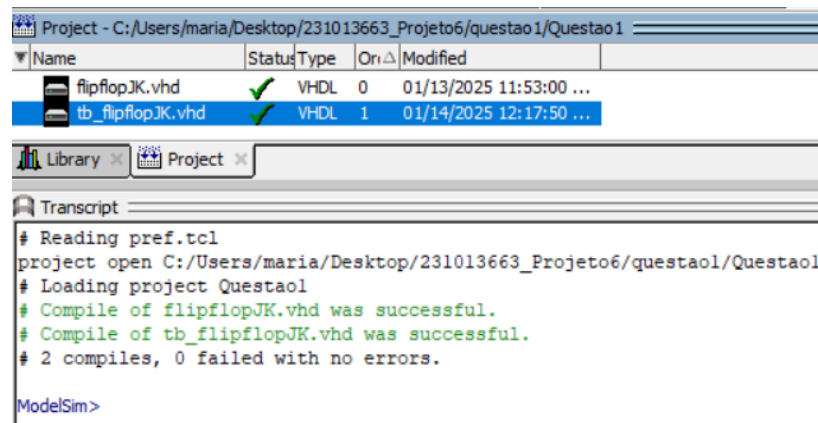 Project - C:/Users/maria/Desktop/231013663_Projeto6/questao1/Questao1
Name Status Type Or Modified
flipflopJK.vhd VHDL 0 01/13/2025 11:53:00 ...
tb_flipflopJK.vhd VHDL 1 01/14/2025 12:17:50 ...
Library Project
Transcript
# Reading pref.tcl
project open C:/Users/maria/Desktop/231013663_Projeto6/questao1/Questao1
# Loading project Questao1
# Compile of flipflopJK.vhd was successful.
# Compile of tb_flipflopJK.vhd was successful.
# 2 compiles, 0 failed with no errors.
ModelSim>